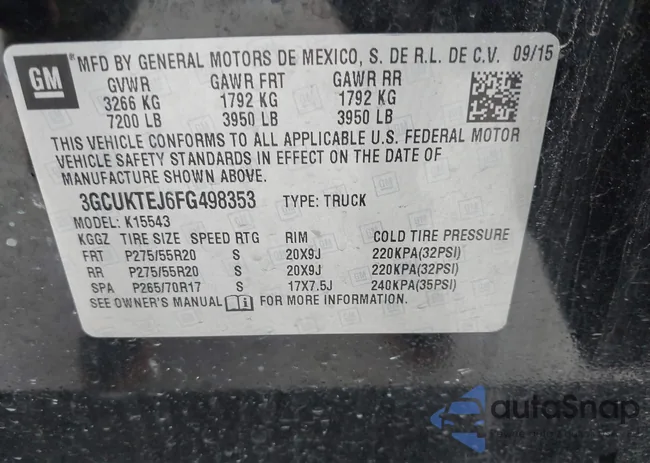 GM
® MFD BY GENERAL MOTORS DE MEXICO, S. DE R.L. DE C.V. 09/15
GVWR GAWR FRT GAWR RR
3266 KG 1792 KG 1792 KG
7200 LB 3950 LB 3950 LB
THIS VEHICLE CONFORMS TO ALL APPLICABLE U.S. FEDERAL MOTOR
VEHICLE SAFETY STANDARDS IN EFFECT ON THE DATE OF
MANUFACTURE SHOWN ABOVE.
3GCUKTEJ6FG498353 TYPE: TRUCK
MODEL: K15543
KGGZ TIRE SIZE SPEED RTG RIM COLD TIRE PRESSURE
FRT P275/55R20 S 20X9J 220KPA(32PSI)
RR P275/55R20 S 20X9J 220KPA(32PSI)
SPA P265/70R17 S 17X7.5J 240KPA(35PSI)
SEE OWNER'S MANUAL FOR MORE INFORMATION.
autoSnap